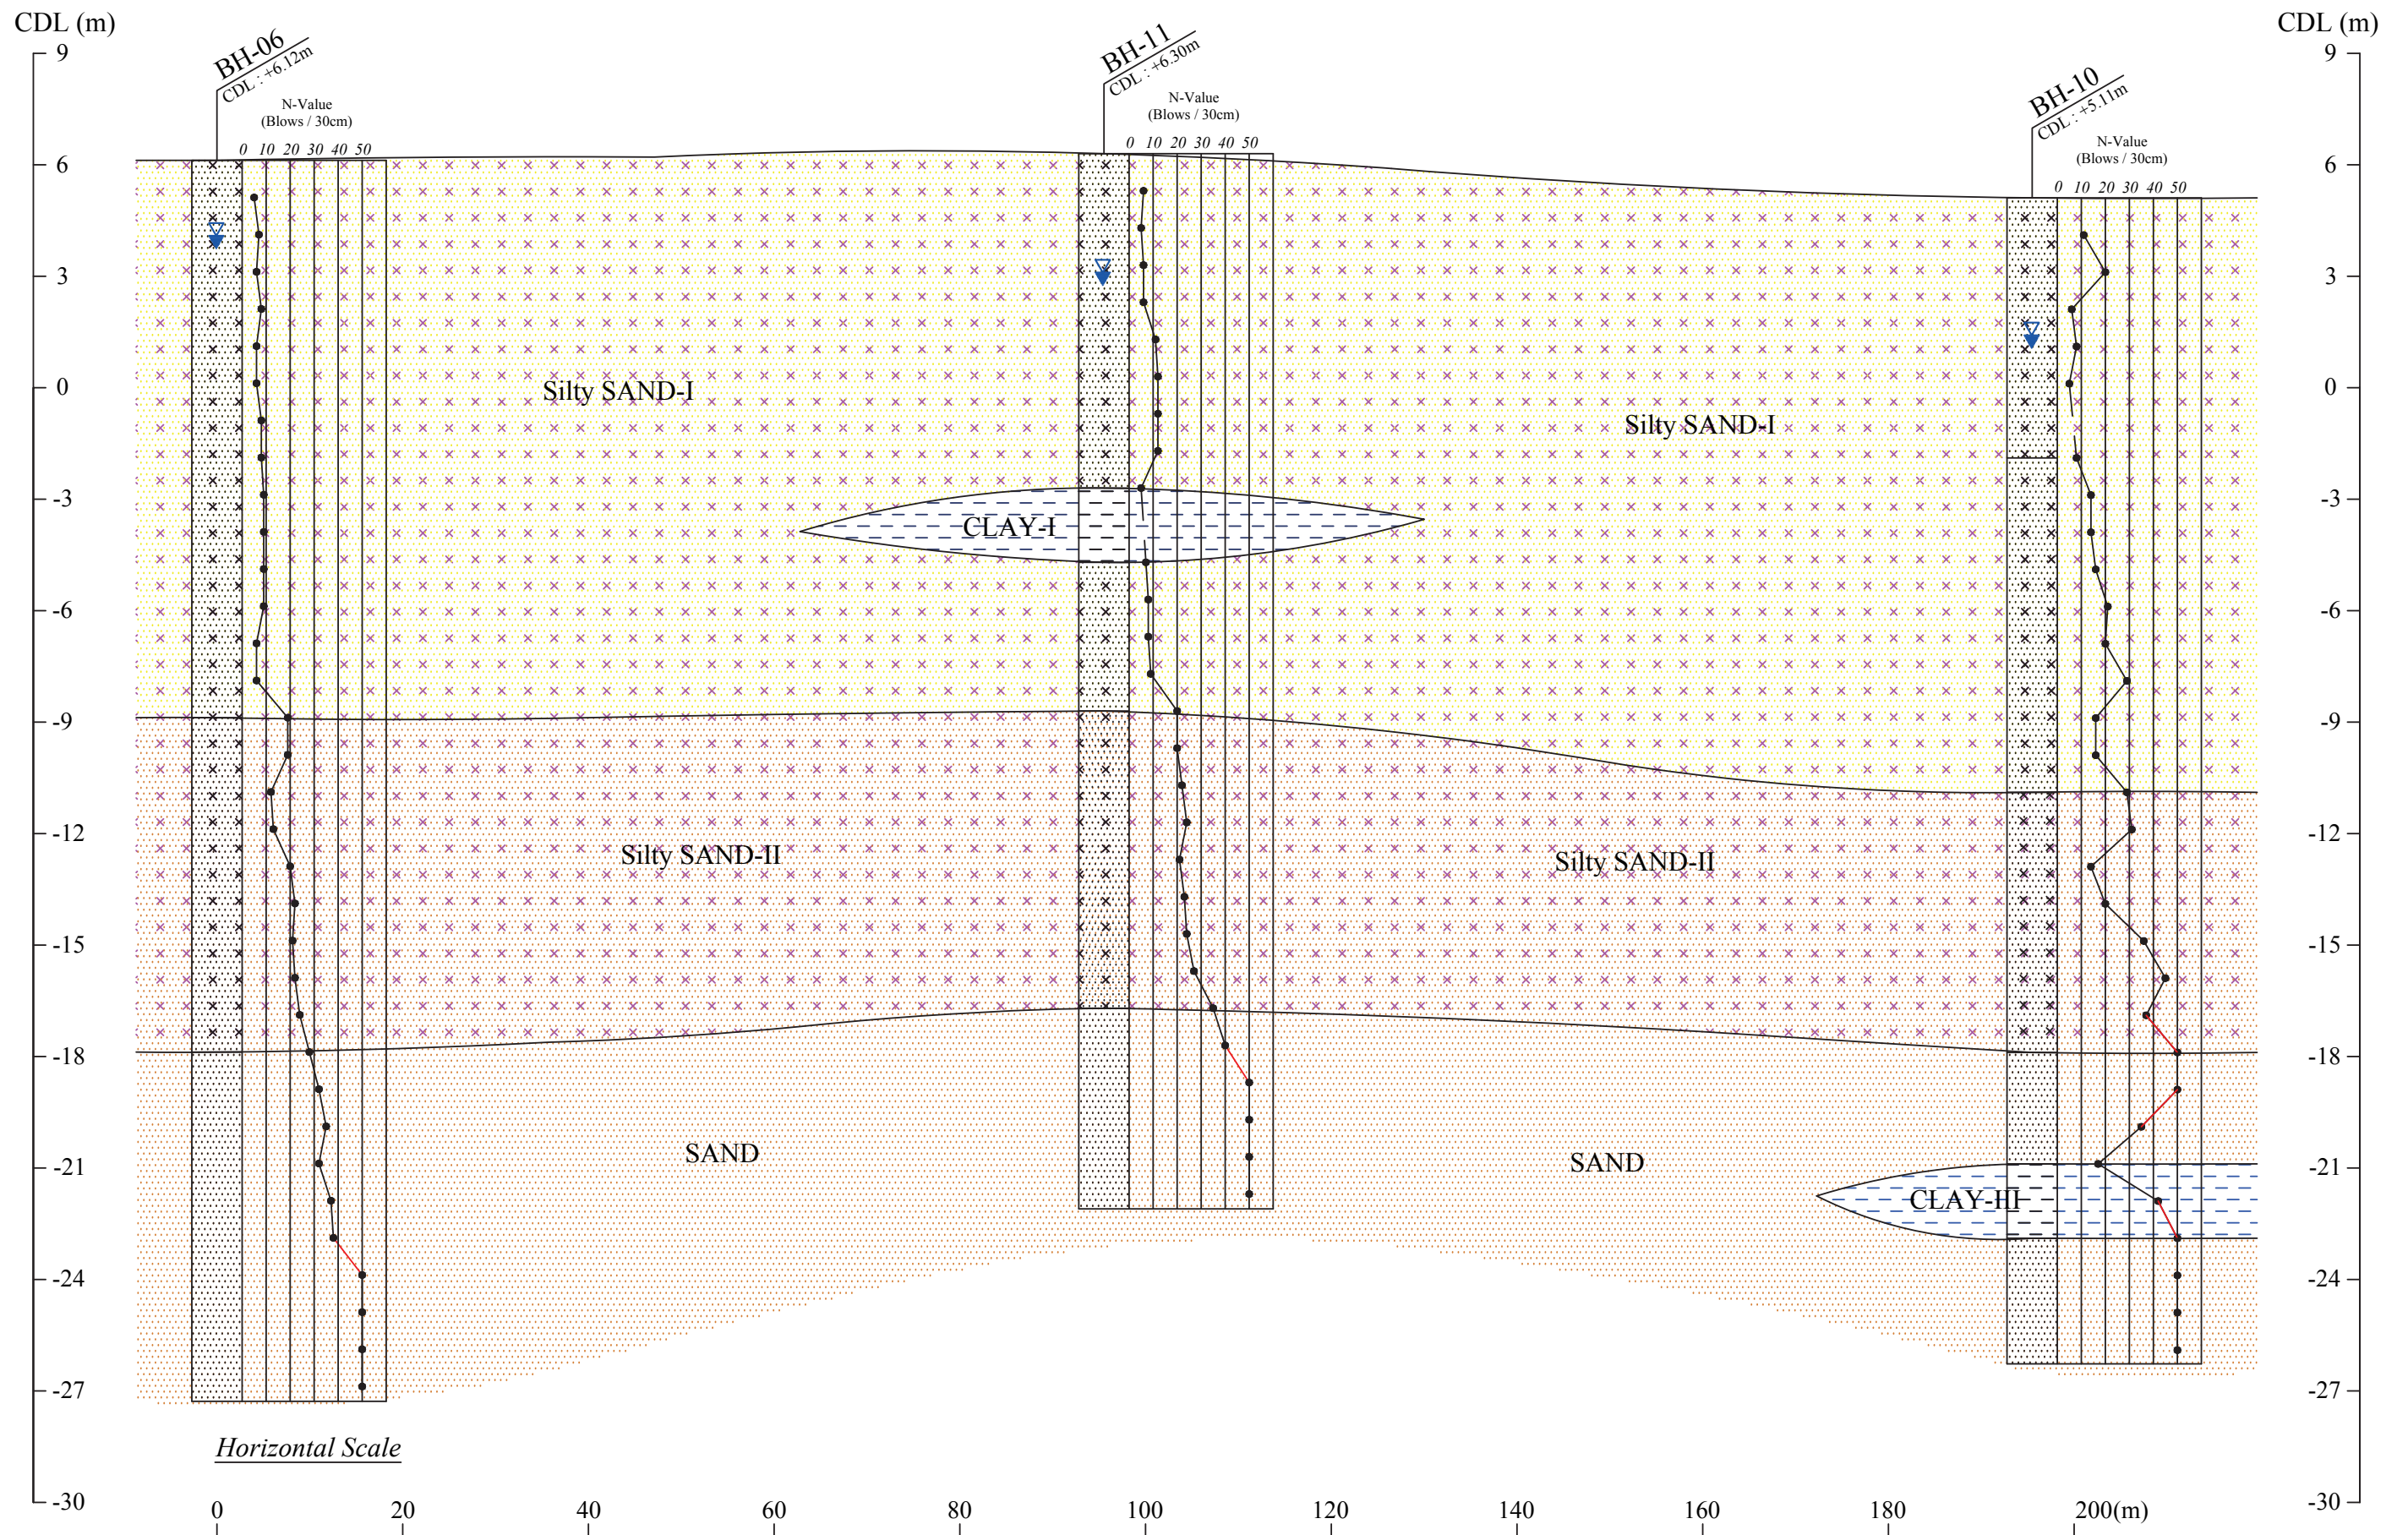 CDL (m)
CDL (m)
BH-06
CDL : +6.12m
BH-11
CDL : +6.30m
BH-10
CDL : +5.11m
N-Value
(Blows / 30cm)
0 10 20 30 40 50
N-Value
(Blows / 30cm)
0 10 20 30 40 50
N-Value
(Blows / 30cm)
0 10 20 30 40 50
9
6
3
0
-3
-6
-9
-12
-15
-18
-21
-24
-27
-30
9
6
3
0
-3
-6
-9
-12
-15
-18
-21
-24
-27
-30
Silty SAND-I
Silty SAND-I
CLAY-I
Silty SAND-II
Silty SAND-II
SAND
SAND
CLAY-III
Horizontal Scale
0 20 40 60 80 100 120 140 160 180 200(m)